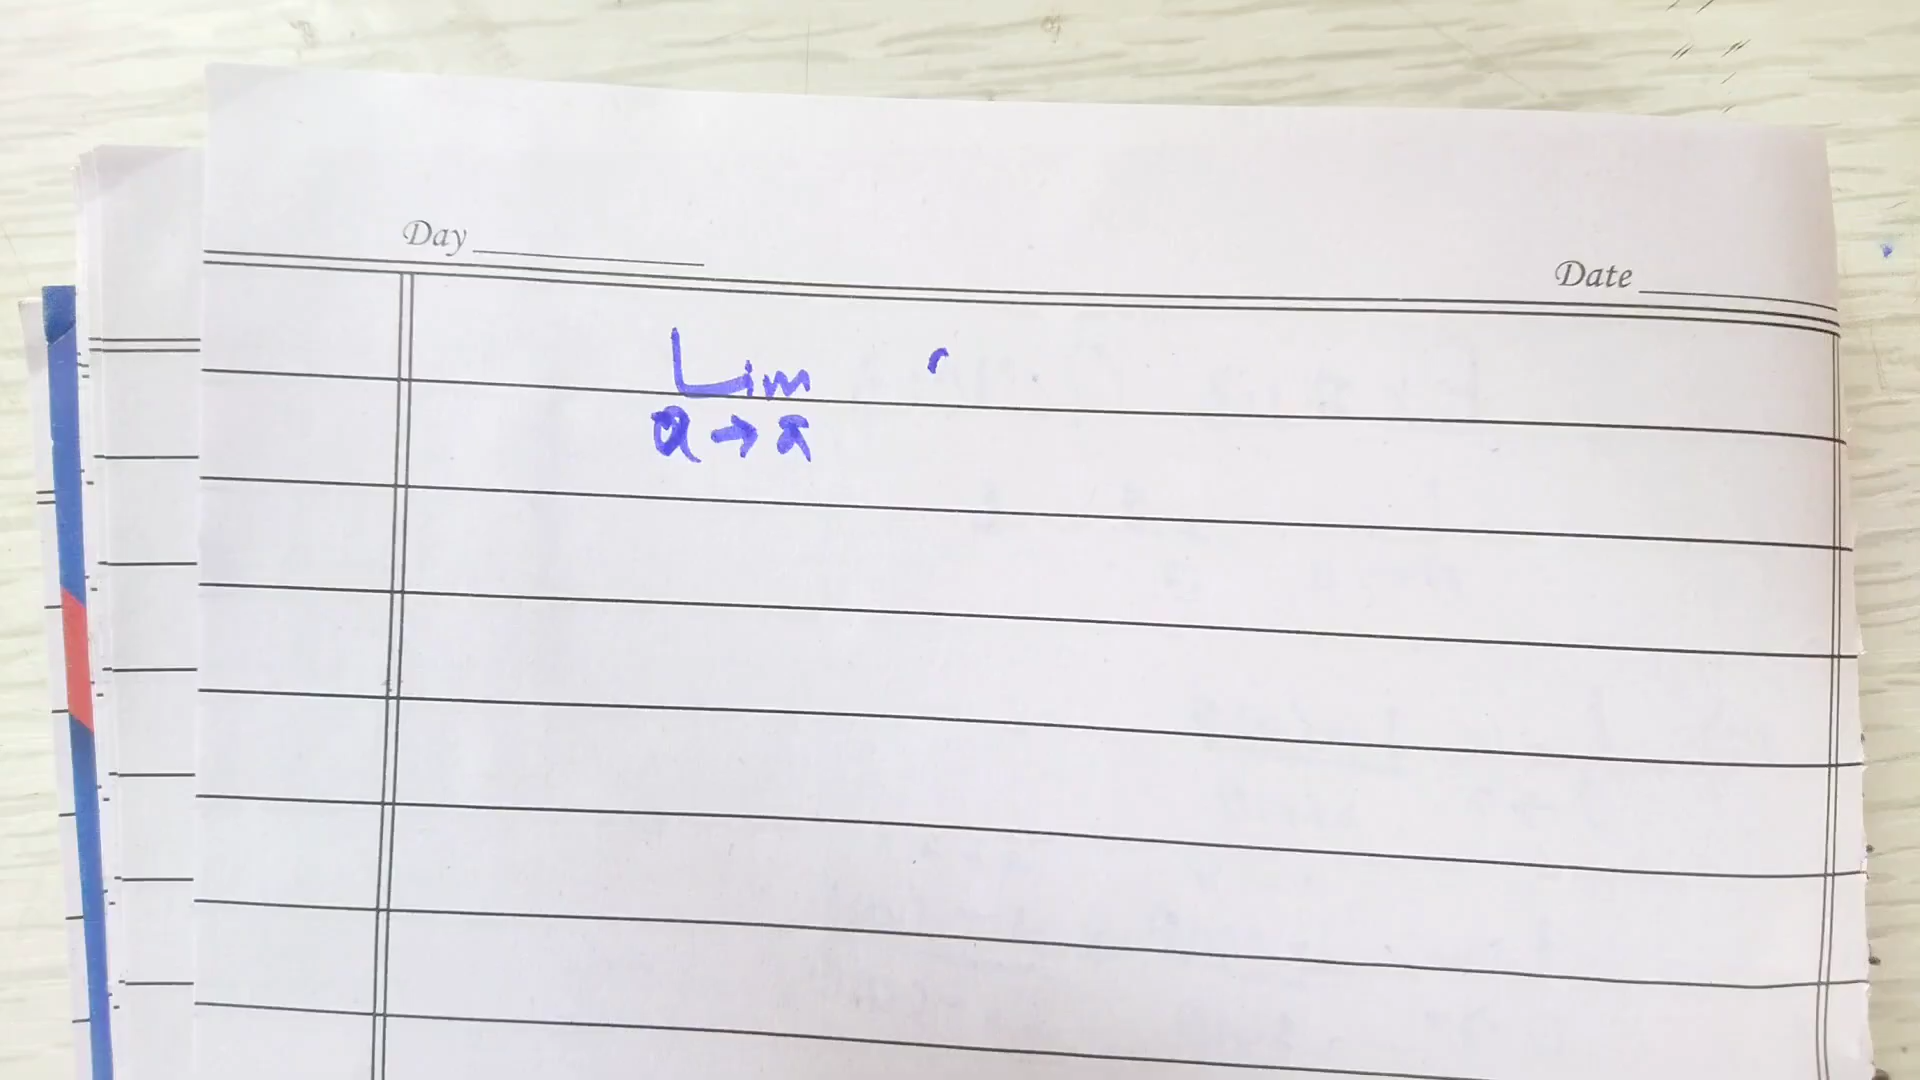 Day
Date
Lim
x → π